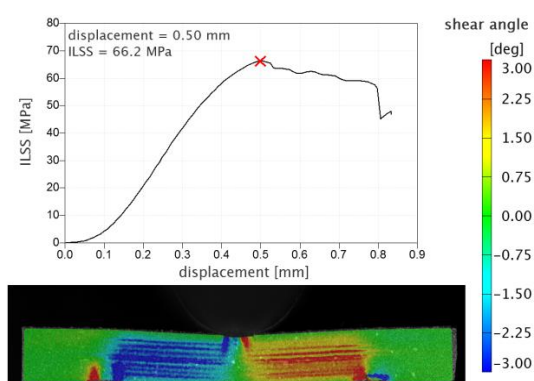 displacement = 0.50 mm
ILSS = 66.2 MPa
80
70
60
50
40
30
20
10
0
ILSS [MPa]
0.0 0.1 0.2 0.3 0.4 0.5 0.6 0.7 0.8 0.9
displacement [mm]
shear angle
[deg]
3.00
2.25
1.50
0.75
0.00
-0.75
-1.50
-2.25
-3.00